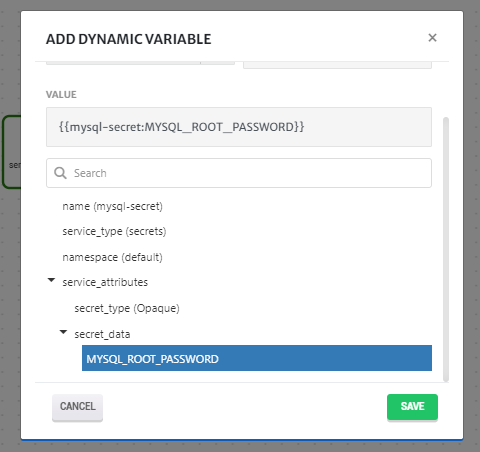 ADD DYNAMIC VARIABLE
×
VALUE
{{mysql-secret:MYSQL_ROOT_PASSWORD}}
Search
name (mysql-secret)
service_type (secrets)
namespace (default)
service_attributes
secret_type (Opaque)
secret_data
MYSQL_ROOT_PASSWORD
CANCEL
SAVE